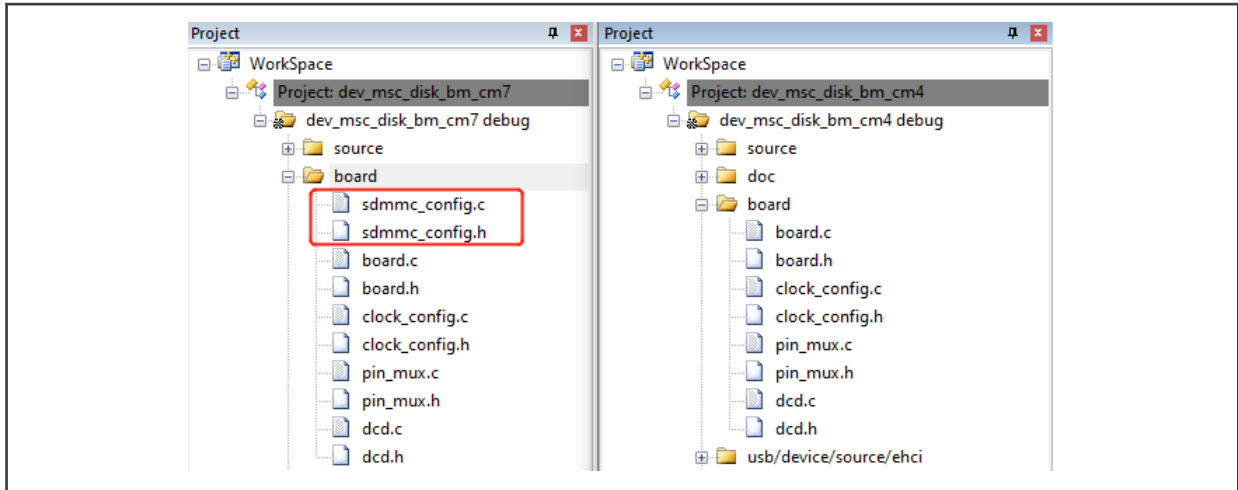 Project
WorkSpace
Project: dev_msc_disk_bm_cm7
dev_msc_disk_bm_cm7 debug
source
board
sdmmc_config.c
sdmmc_config.h
board.c
board.h
clock_config.c
clock_config.h
pin_mux.c
pin_mux.h
dcd.c
dcd.h
Project
WorkSpace
Project: dev_msc_disk_bm_cm4
dev_msc_disk_bm_cm4 debug
source
doc
board
board.c
board.h
clock_config.c
clock_config.h
pin_mux.c
pin_mux.h
dcd.c
dcd.h
usb/device/source/ehci